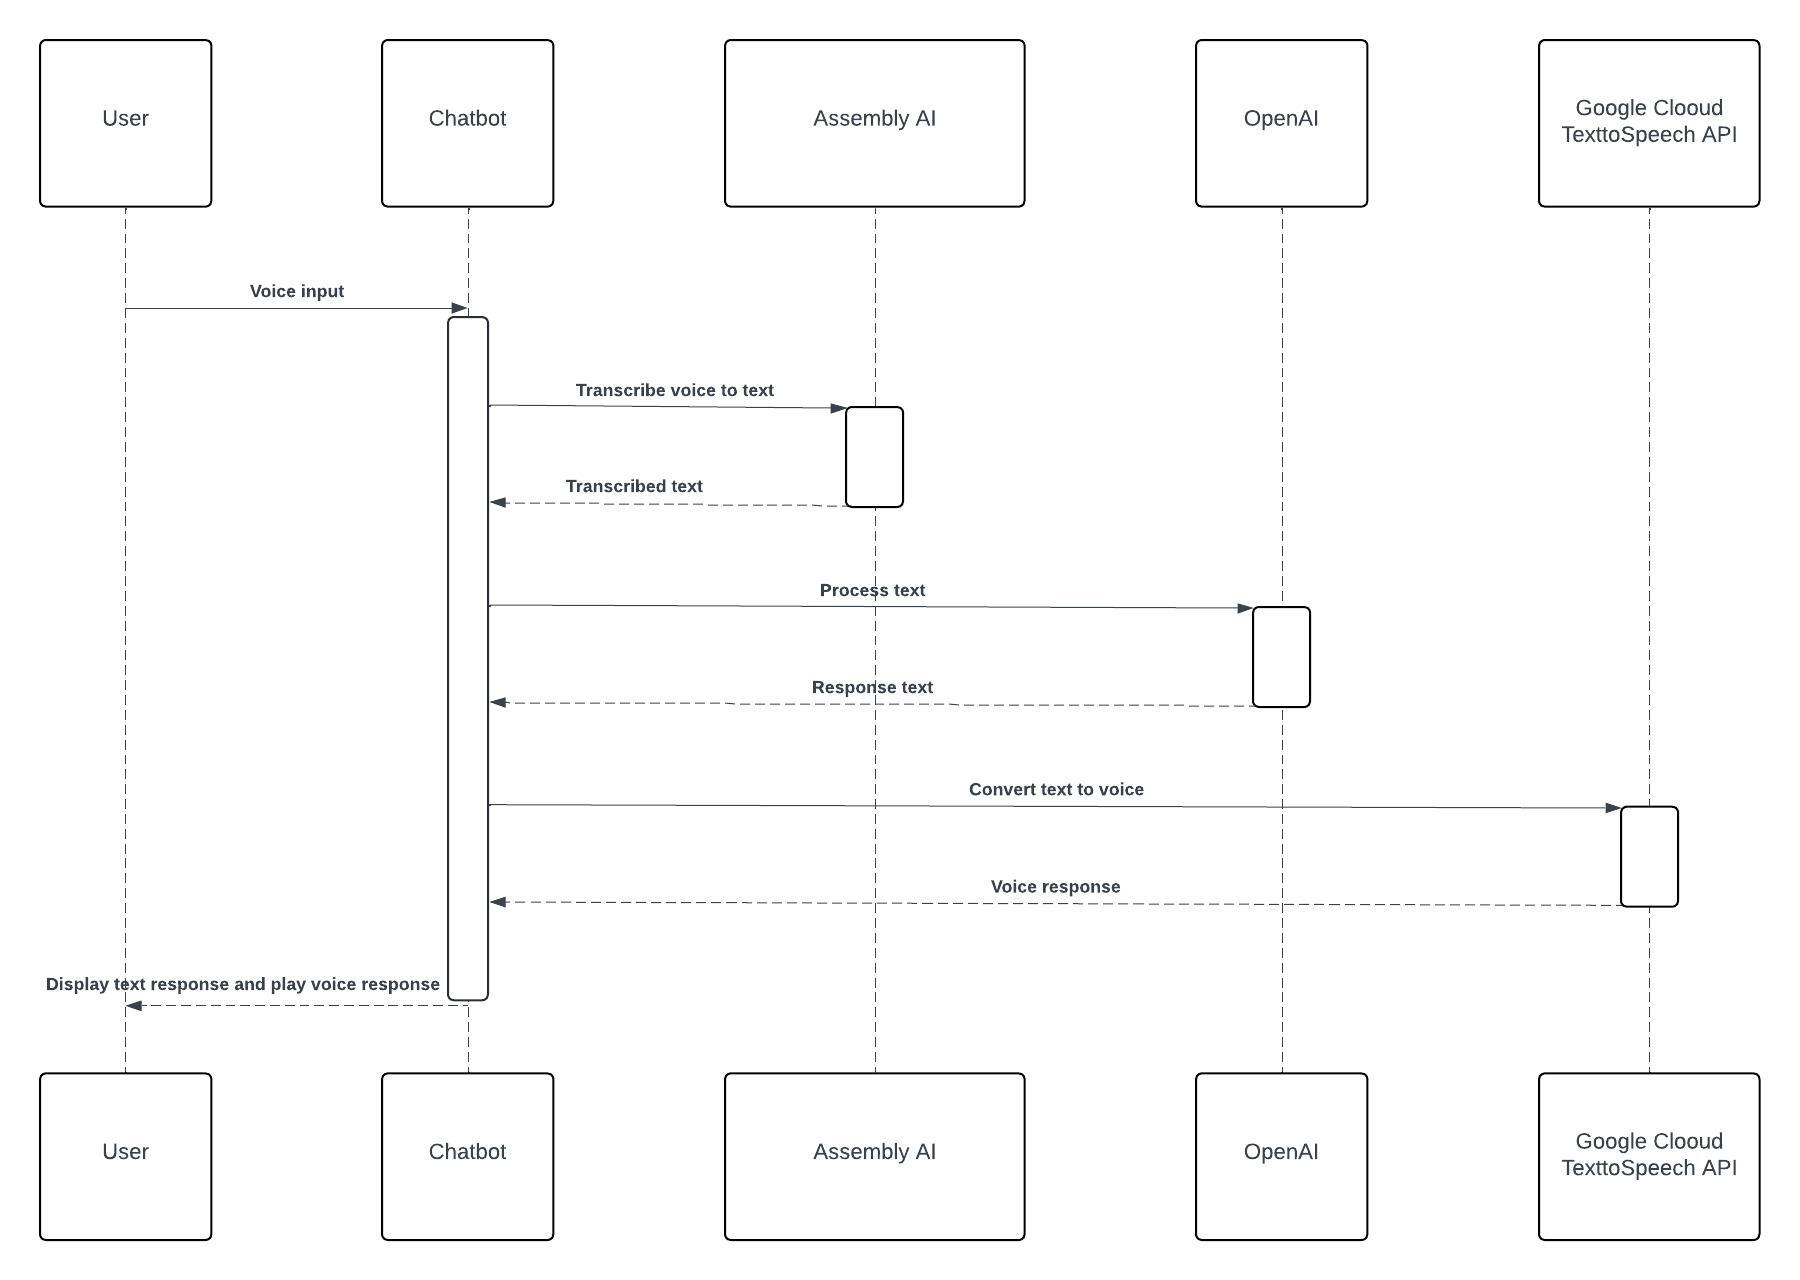 User
Chatbot
Assembly AI
OpenAI
Google Clooud
TexttoSpeech API
Voice input
Transcribe voice to text
Transcribed text
Process text
Response text
Convert text to voice
Voice response
Display text response and play voice response
User
Chatbot
Assembly AI
OpenAI
Google Clooud
TexttoSpeech API